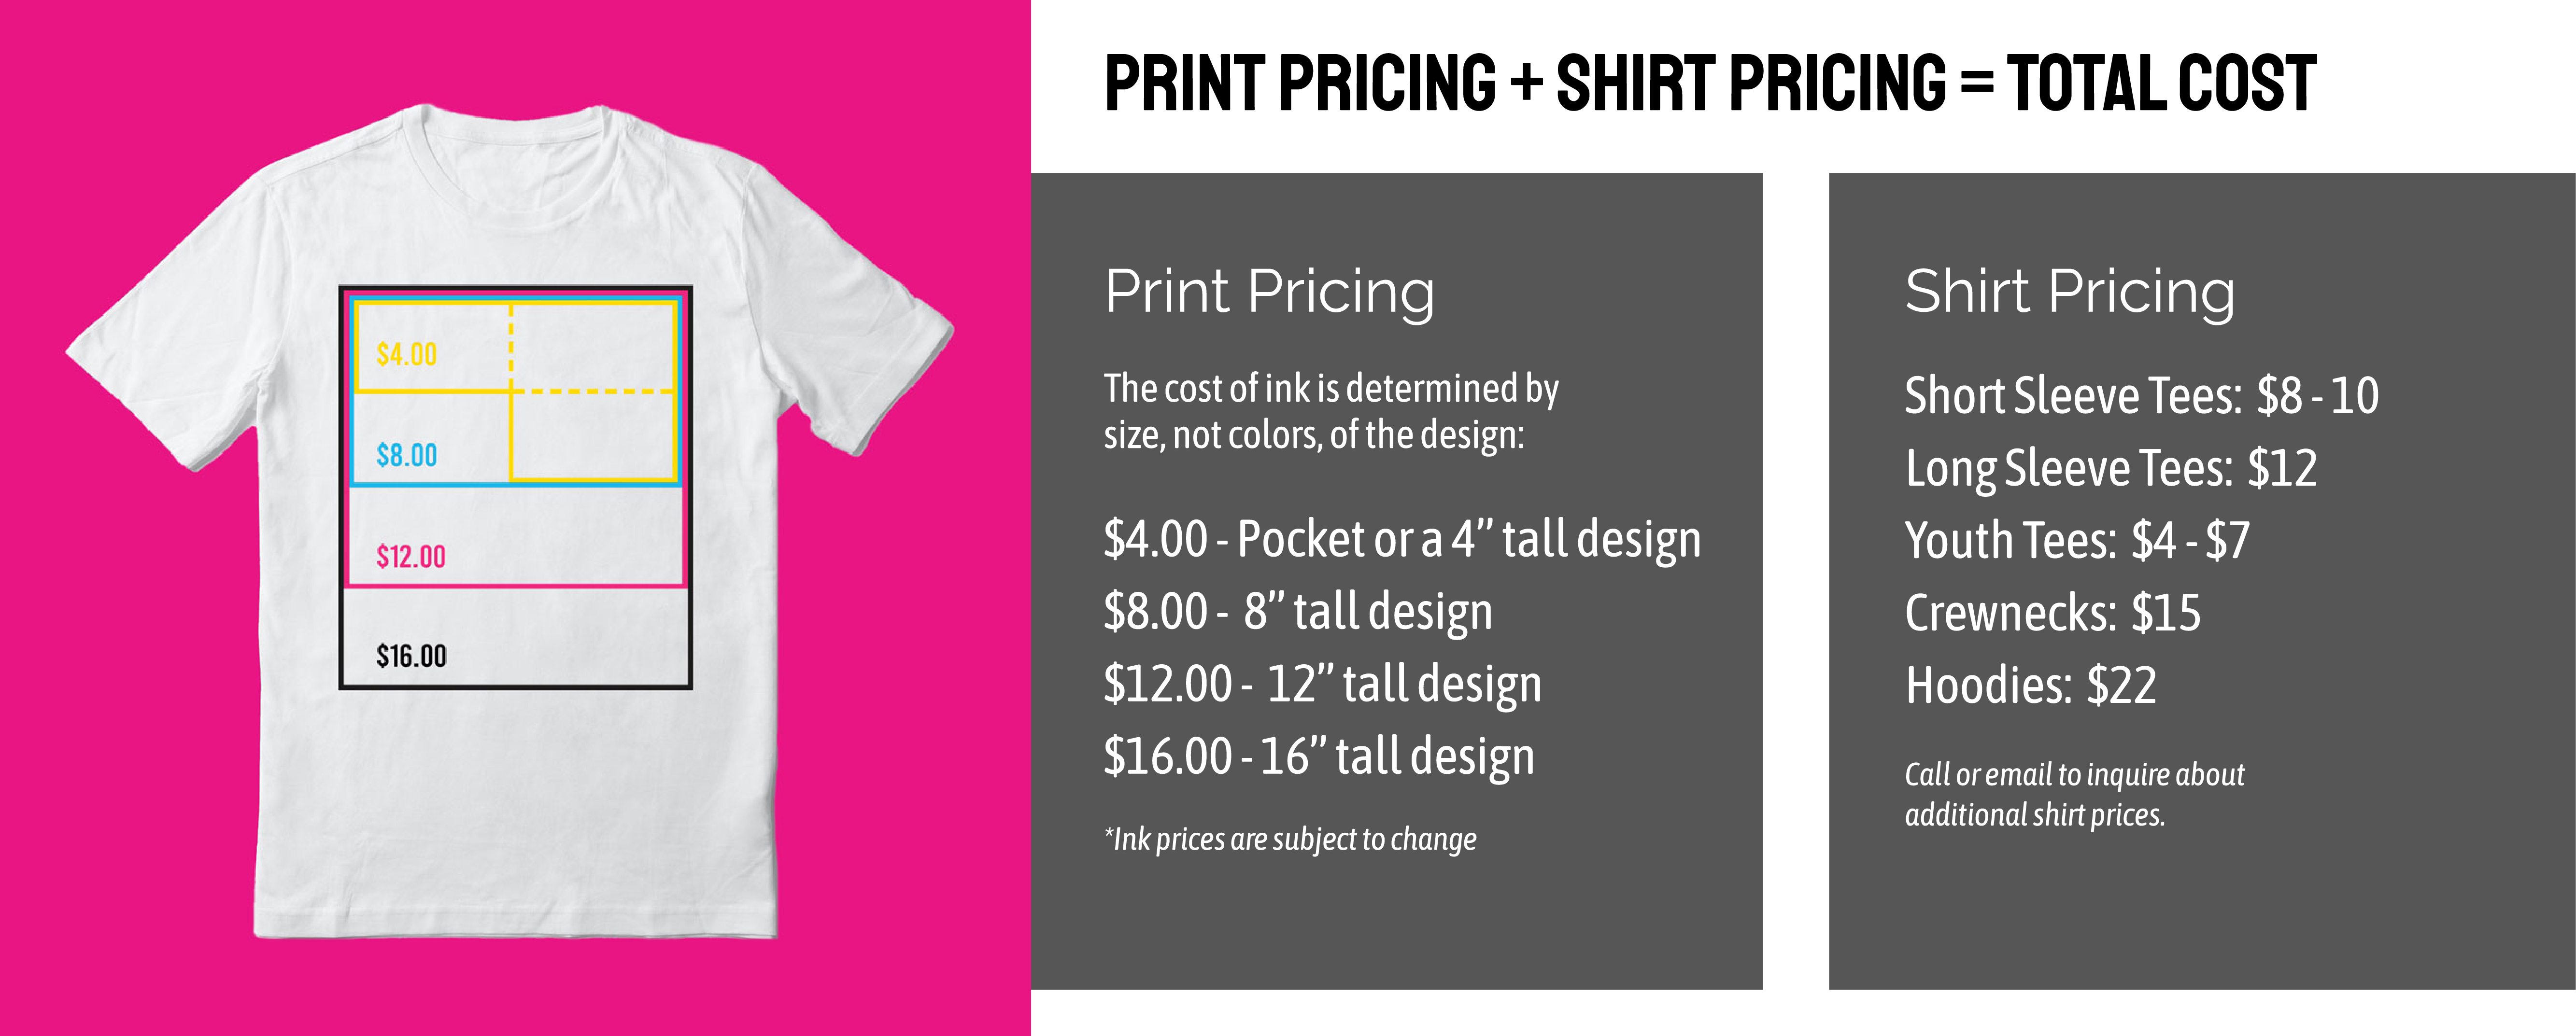 $4.00
$8.00
$12.00
$16.00
PRINT PRICING + SHIRT PRICING = TOTAL COST
Print Pricing
The cost of ink is determined by
size, not colors, of the design:
$4.00 - Pocket or a 4” tall design
$8.00 - 8” tall design
$12.00 - 12” tall design
$16.00 - 16” tall design
*Ink prices are subject to change
Shirt Pricing
Short Sleeve Tees: $8 - 10
Long Sleeve Tees: $12
Youth Tees: $4 - $7
Crewnecks: $15
Hoodies: $22
Call or email to inquire about
additional shirt prices.